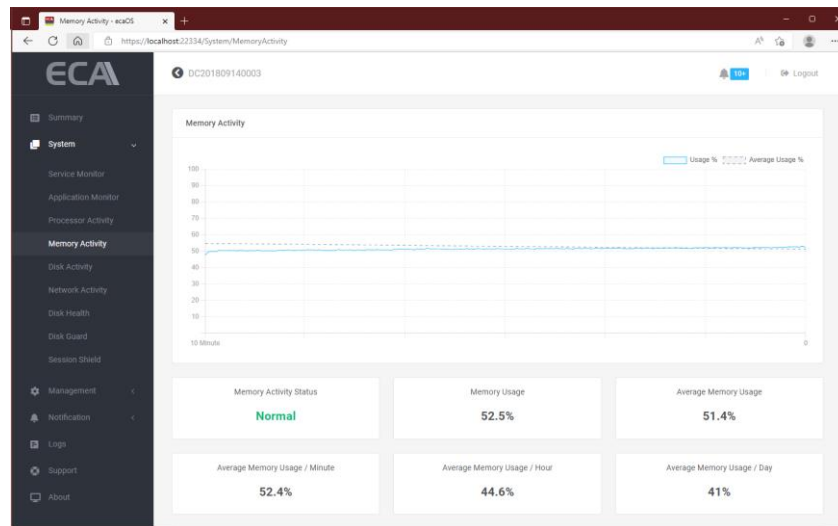 Memory Activity - ecaOS
https://localhost:22334/System/MemoryActivity
ECA
DC201809140003
10+
Logout
Summary
System
Service Monitor
Application Monitor
Processor Activity
Memory Activity
Disk Activity
Network Activity
Disk Health
Disk Guard
Session Shield
Management
Notification
Logs
Support
About
Memory Activity
Usage % Average Usage %
100
90
80
70
60
50
40
30
20
10
10 Minute 0
Memory Activity Status
Normal
Memory Usage
52.5%
Average Memory Usage
51.4%
Average Memory Usage / Minute
52.4%
Average Memory Usage / Hour
44.6%
Average Memory Usage / Day
41%